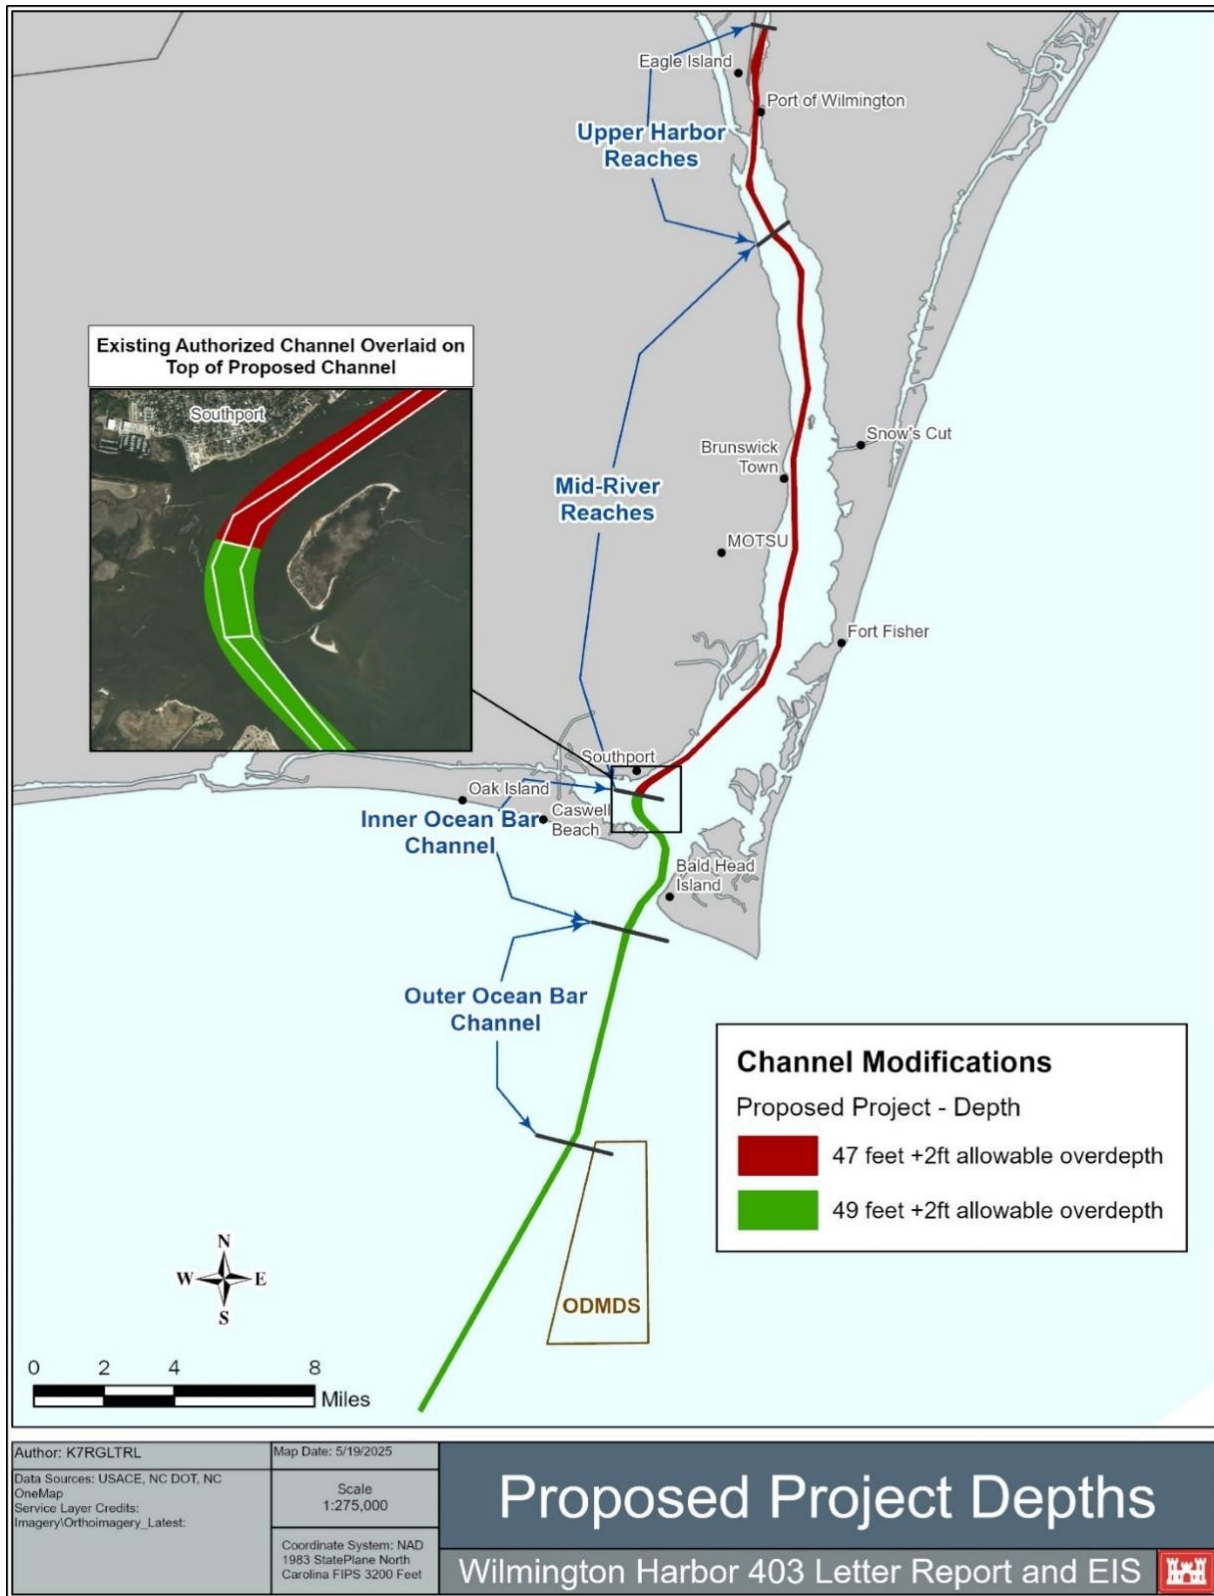 Eagle Island
Port of Wilmington
Upper Harbor
Reaches
Existing Authorized Channel Overlaid on
Top of Proposed Channel
Southport
Snow's Cut
Brunswick
Town
Mid-River
Reaches
MOTSU
Fort Fisher
Southport
Oak Island
Caswell
Beach
Inner Ocean Bar
Channel
Bald Head
Island
Outer Ocean Bar
Channel
Channel Modifications
Proposed Project - Depth
47 feet +2ft allowable overdepth
49 feet +2ft allowable overdepth
N
W E
S
ODMDS
0 2 4 8
Miles
Author: K7RGLTRL
Data Sources: USACE, NC DOT, NC
OneMap
Service Layer Credits:
Imagery\Orthoimagery_Latest:
Map Date: 5/19/2025
Scale
1:275,000
Coordinate System: NAD
1983 StatePlane North
Carolina FIPS 3200 Feet
Proposed Project Depths
Wilmington Harbor 403 Letter Report and EIS